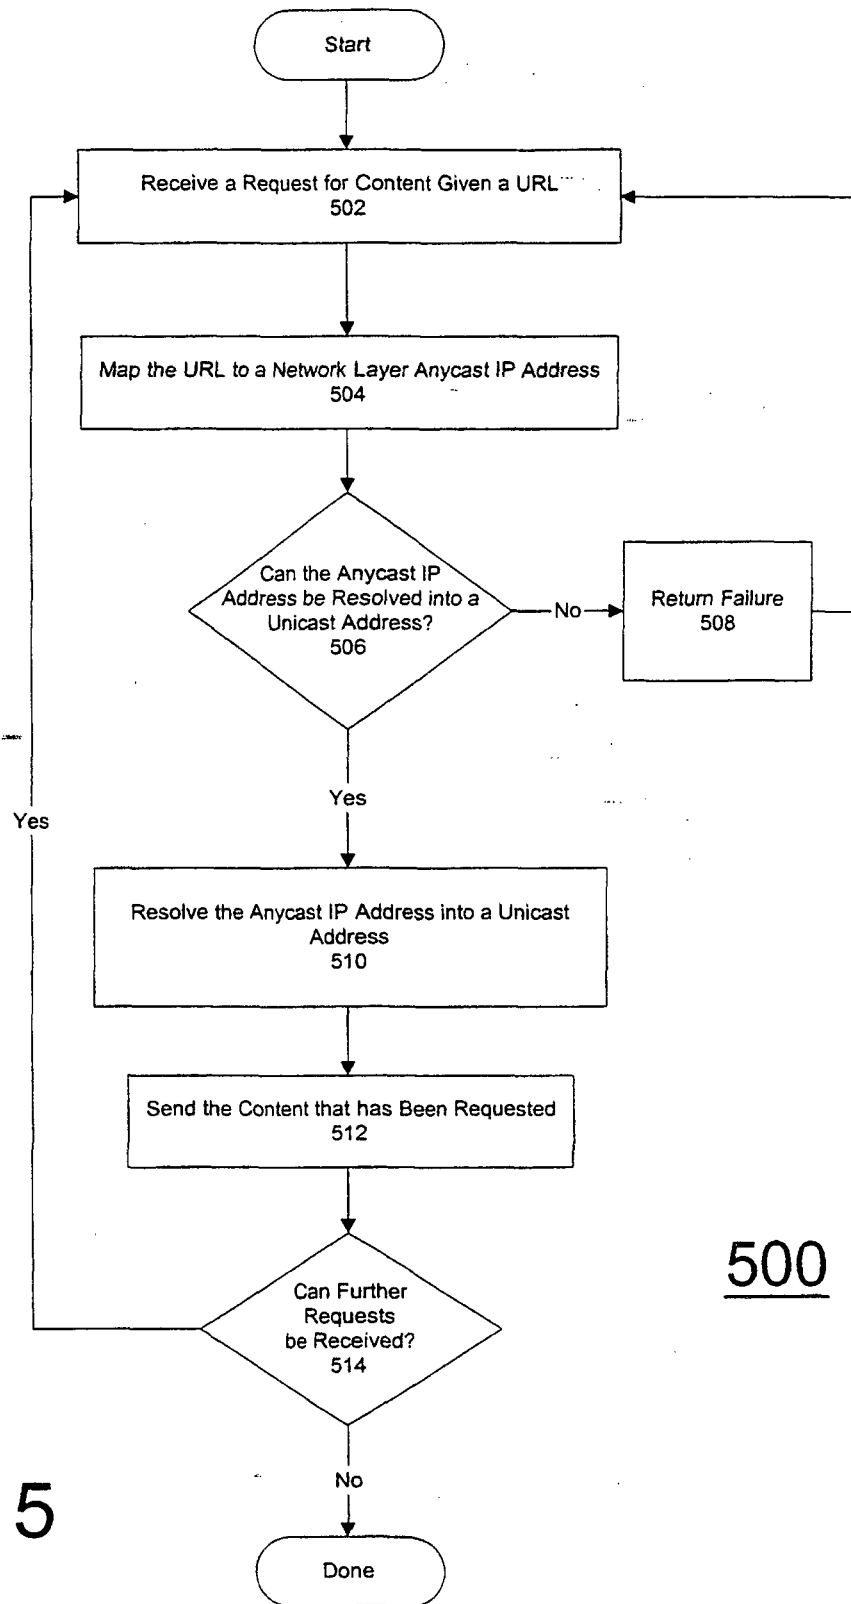 Start
Receive a Request for Content Given a URL
502
Map the URL to a Network Layer Anycast IP Address
504
Can the Anycast IP
Address be Resolved into a
Unicast Address?
506
No
Return Failure
508
Yes
Yes
Resolve the Anycast IP Address into a Unicast
Address
510
Send the Content that has Been Requested
512
500
Can Further
Requests
be Received?
514
No
5
Done